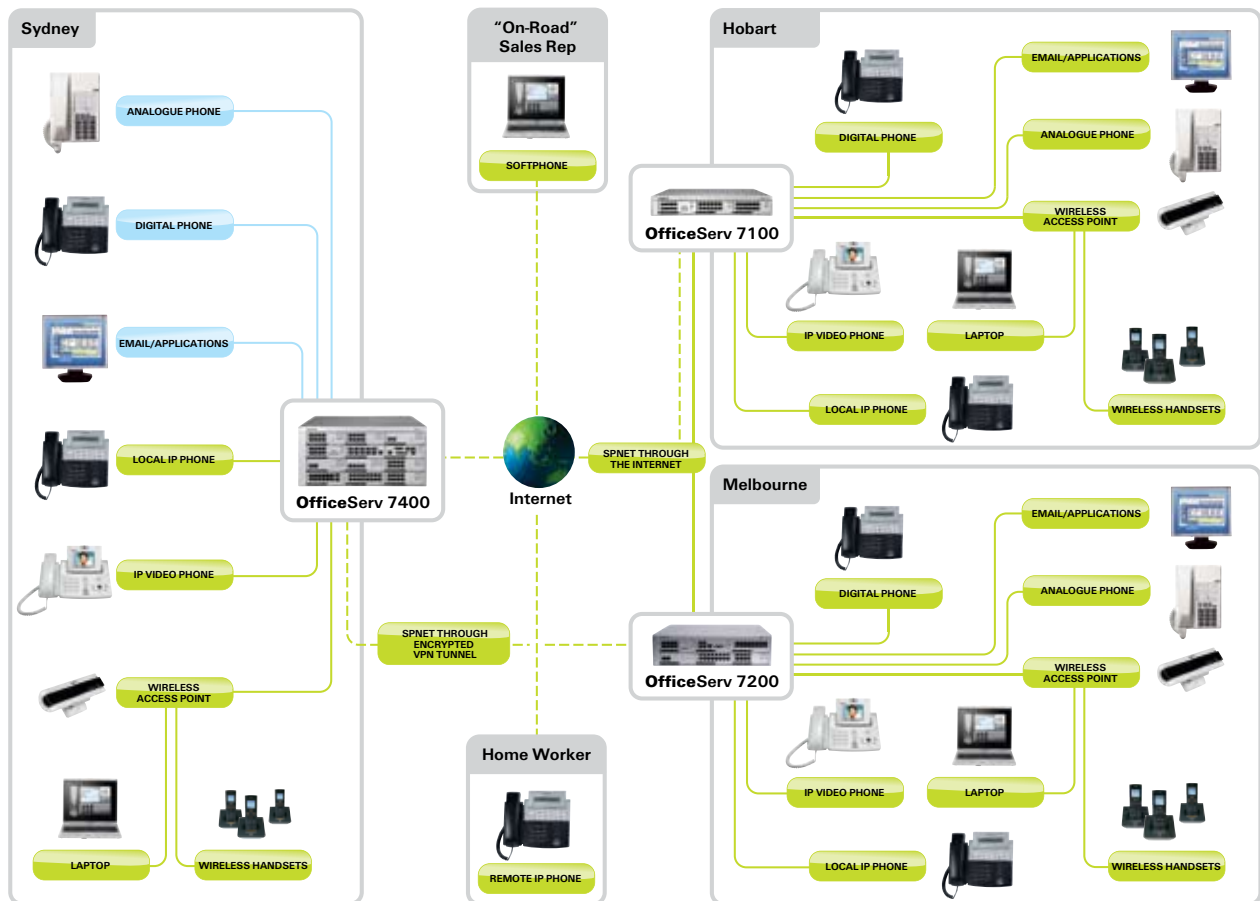 Sydney
ANALOGUE PHONE
DIGITAL PHONE
EMAIL/APPLICATIONS
LOCAL IP PHONE
OfficeServ 7400
IP VIDEO PHONE
WIRELESS
ACCESS POINT
LAPTOP
WIRELESS HANDSETS
"On-Road"
Sales Rep
SOFTPHONE
Internet
SPNET THROUGH
THE INTERNET
SPNET THROUGH
ENCRYPTED
VPN TUNNEL
Home Worker
REMOTE IP PHONE
Hobart
EMAIL/APPLICATIONS
DIGITAL PHONE
ANALOGUE PHONE
OfficeServ 7100
WIRELESS
ACCESS POINT
IP VIDEO PHONE
LAPTOP
LOCAL IP PHONE
WIRELESS HANDSETS
Melbourne
EMAIL/APPLICATIONS
DIGITAL PHONE
ANALOGUE PHONE
OfficeServ 7200
WIRELESS
ACCESS POINT
IP VIDEO PHONE
LAPTOP
LOCAL IP PHONE
WIRELESS HANDSETS